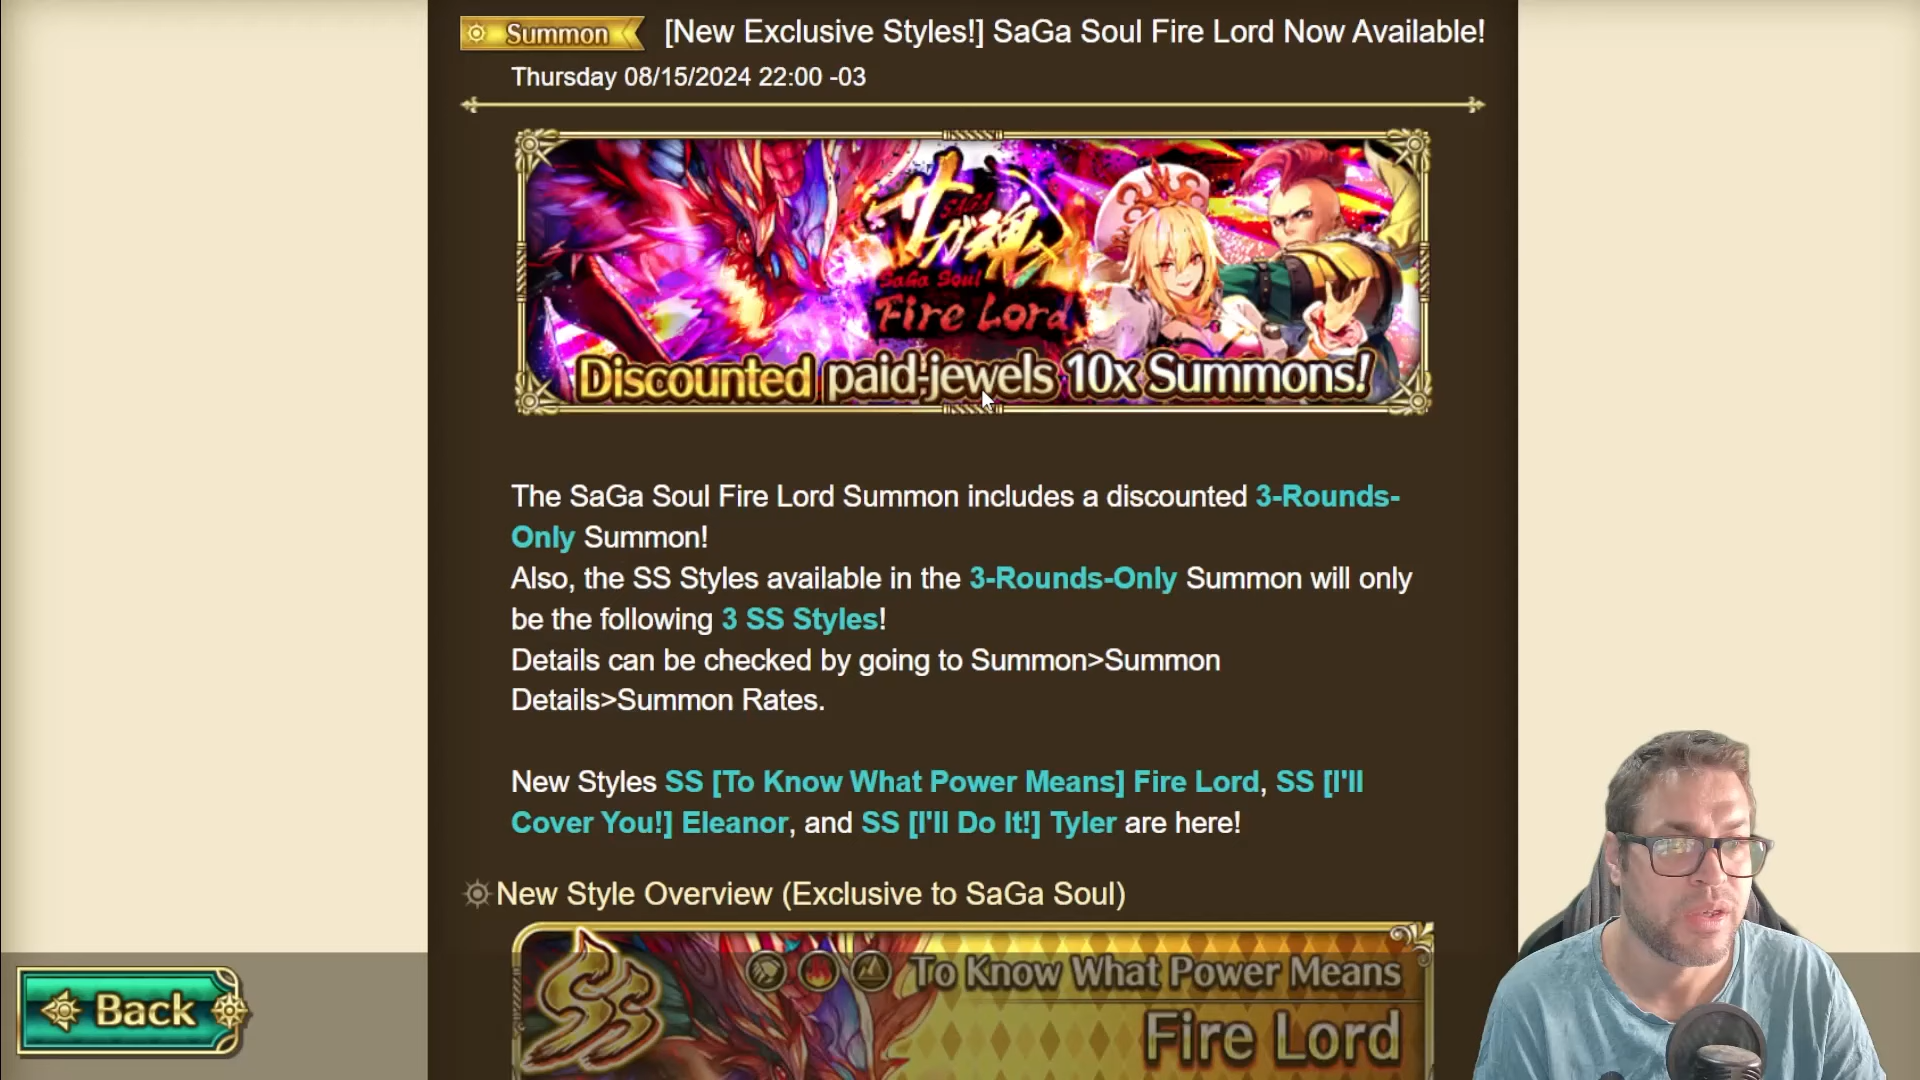 Summon
[New Exclusive Styles!] SaGa Soul Fire Lord Now Available!
Thursday 08/15/2024 22:00 -03
サガ魂
SAGA
SaGa Soul
Fire Lord
Discounted paid-jewels 10x Summons!
The SaGa Soul Fire Lord Summon includes a discounted 3-Rounds-
Only Summon!
Also, the SS Styles available in the 3-Rounds-Only Summon will only
be the following 3 SS Styles!
Details can be checked by going to Summon>Summon
Details>Summon Rates.
New Styles SS [To Know What Power Means] Fire Lord, SS [I'll
Cover You!] Eleanor, and SS [I'll Do It!] Tyler are here!
New Style Overview (Exclusive to SaGa Soul)
SS
To Know What Power Means
Fire Lord
Back